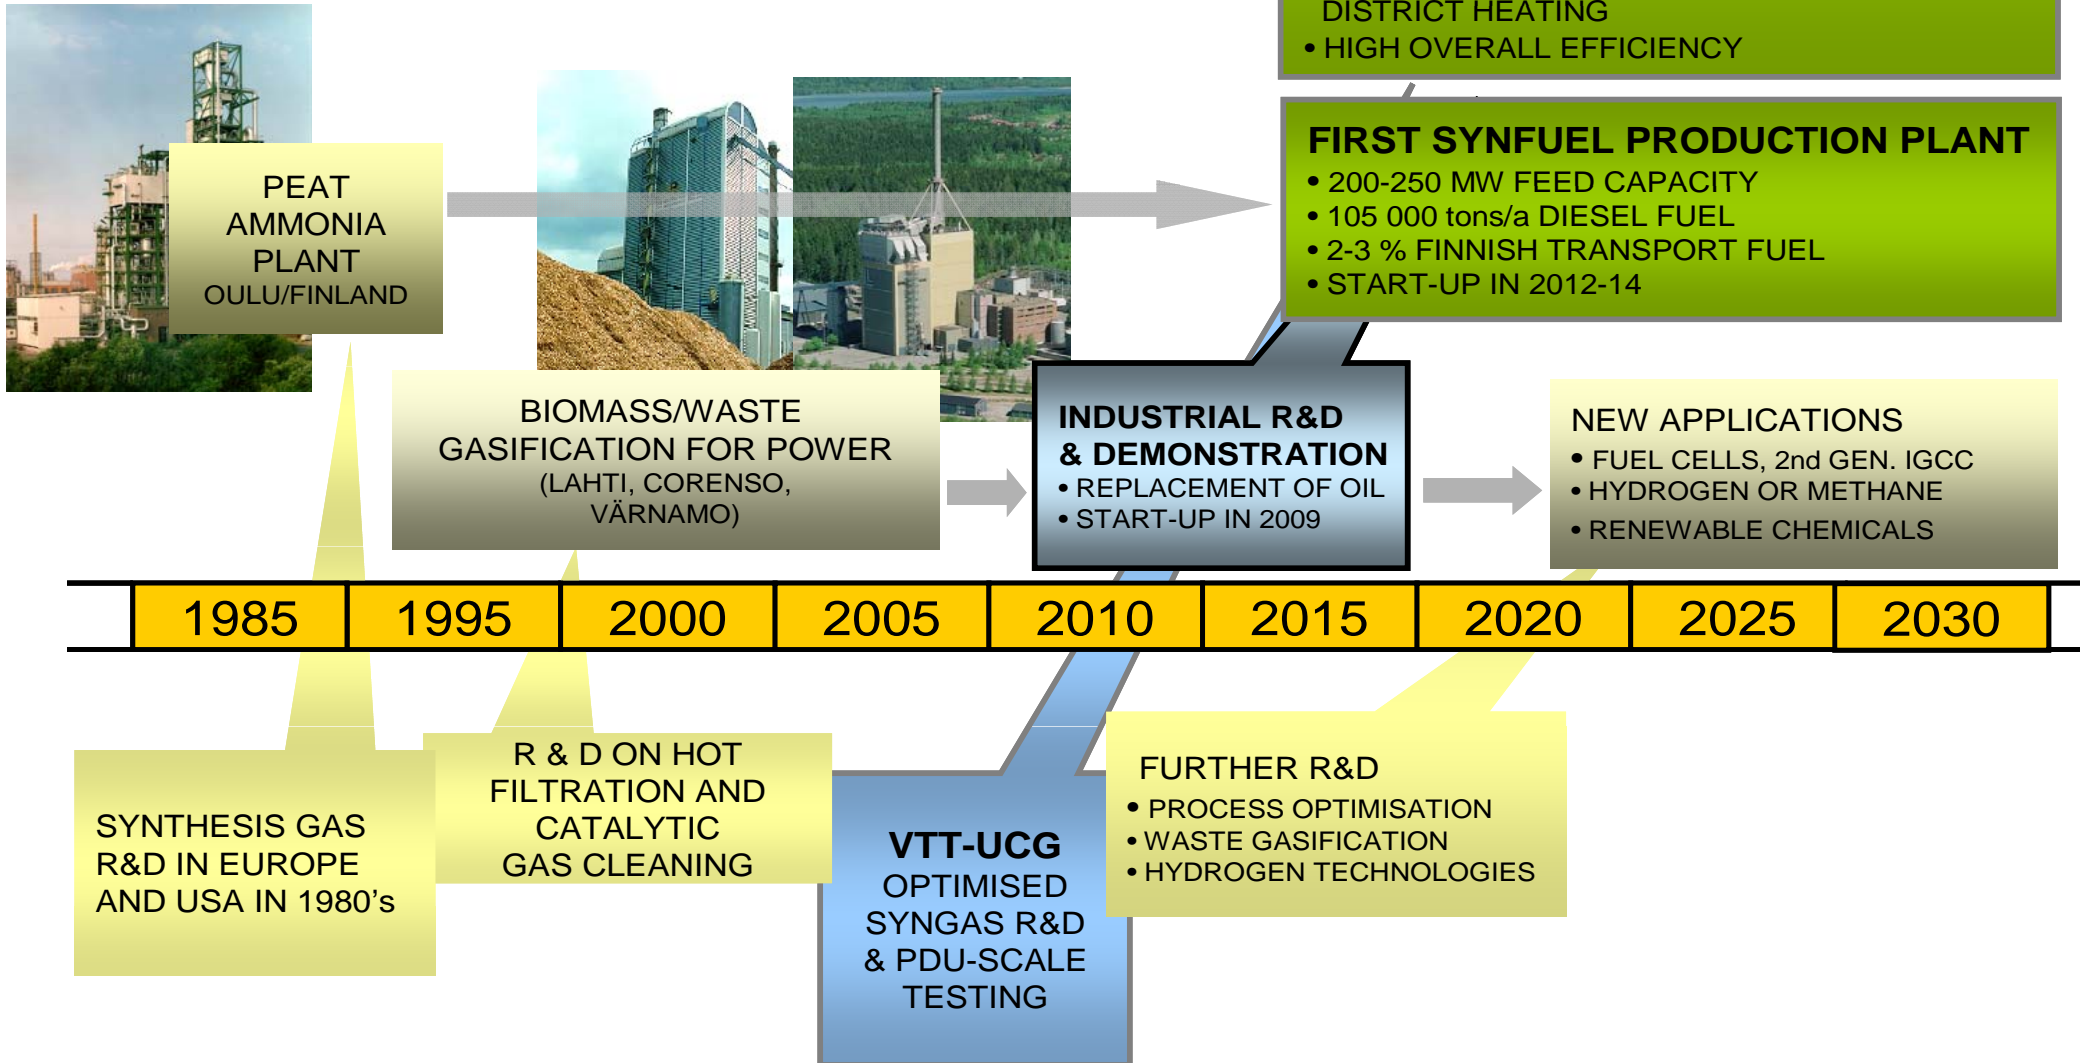 DISTRICT HEATING
• HIGH OVERALL EFFICIENCY
FIRST SYNFUEL PRODUCTION PLANT
• 200-250 MW FEED CAPACITY
• 105 000 tons/a DIESEL FUEL
• 2-3 % FINNISH TRANSPORT FUEL
• START-UP IN 2012-14
PEAT
AMMONIA
PLANT
OULU/FINLAND
BIOMASS/WASTE
GASIFICATION FOR POWER
(LAHTI, CORENSO,
VÄRNAMO)
INDUSTRIAL R&D
& DEMONSTRATION
• REPLACEMENT OF OIL
• START-UP IN 2009
NEW APPLICATIONS
• FUEL CELLS, 2nd GEN. IGCC
• HYDROGEN OR METHANE
• RENEWABLE CHEMICALS
1985 1995 2000 2005 2010 2015 2020 2025 2030
SYNTHESIS GAS
R&D IN EUROPE
AND USA IN 1980's
R & D ON HOT
FILTRATION AND
CATALYTIC
GAS CLEANING
VTT-UCG
OPTIMISED
SYNGAS R&D
& PDU-SCALE
TESTING
FURTHER R&D
• PROCESS OPTIMISATION
• WASTE GASIFICATION
• HYDROGEN TECHNOLOGIES